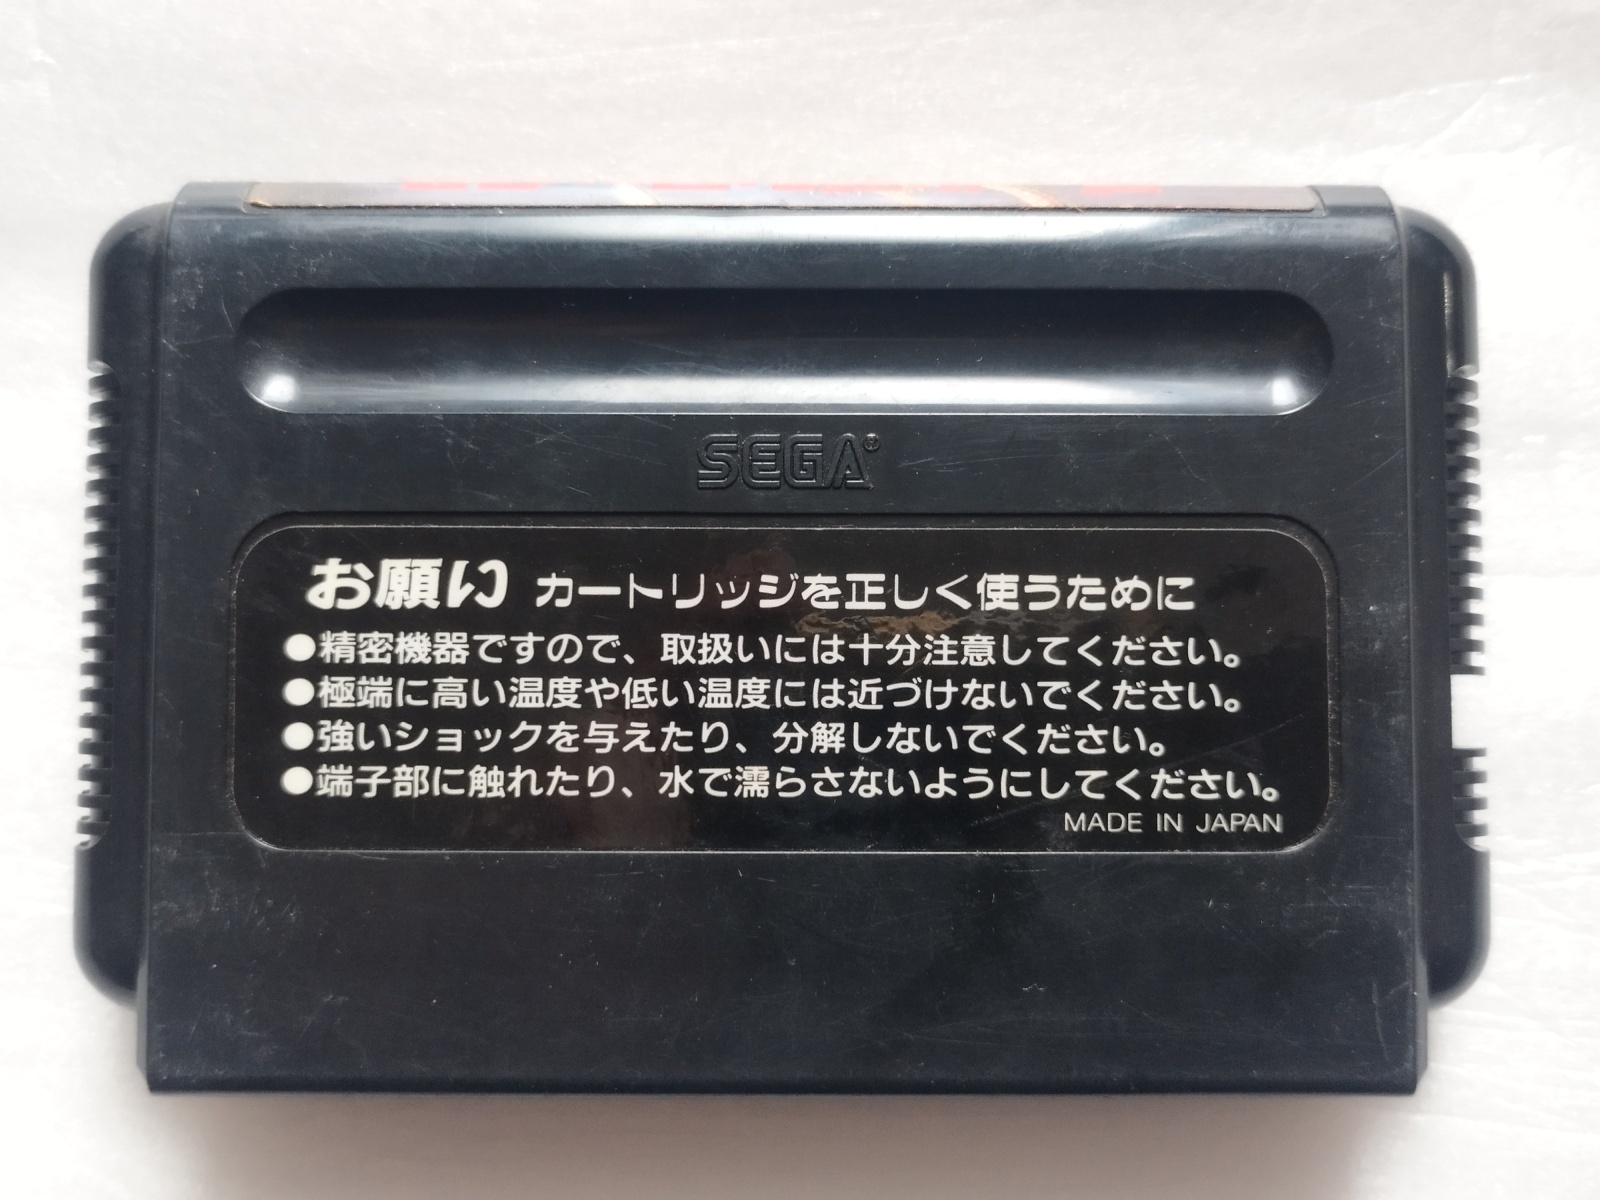 SEGA®
お願い カートリッジを正しく使うために
●精密機器ですので、取扱いには十分注意してください。
●極端に高い温度や低い温度には近づけないでください。
●強いショックを与えたり、分解しないでください。
●端子部に触れたり、水で濡らさないようにしてください。
MADE IN JAPAN